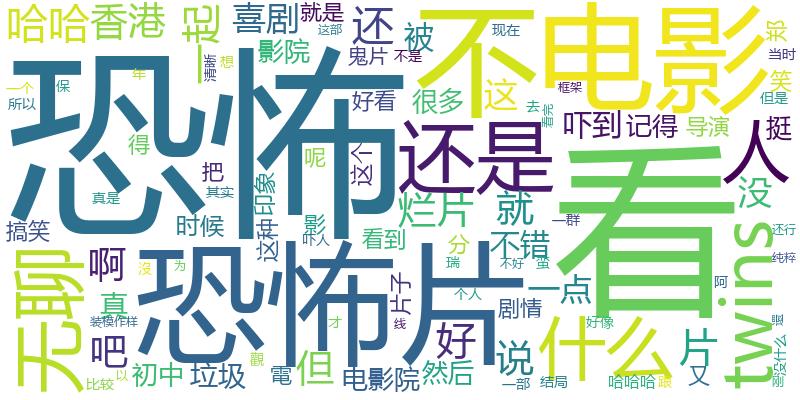 哈哈
香港
一起
喜剧
就是
还
被
不
电影
恐怖
影院
鬼片
不是
这部
现在
清晰
想
好看
很多
这
框架
笑
当时
但是
一个
所以
保
年
得
把
呢
这个
还是
吓到
记得
导演
挺
人
看
去
看完
真是
其实
印象
这种
时候
影
吓人
看到
烂片
就
一群
没
还行
纯粹
搞笑
无聊
啊
恐怖片
片子
分
瑞
不错
不好
蛍
一点
个人
剧情
阿
twins
真
沒
为
装模作样
吧
线
才
好
说
什么
好像
片
退
比较
以
初中
垃圾
觀
電
但
电影院
然后
一部
结局
哈哈哈
跟
又
刚
没什么